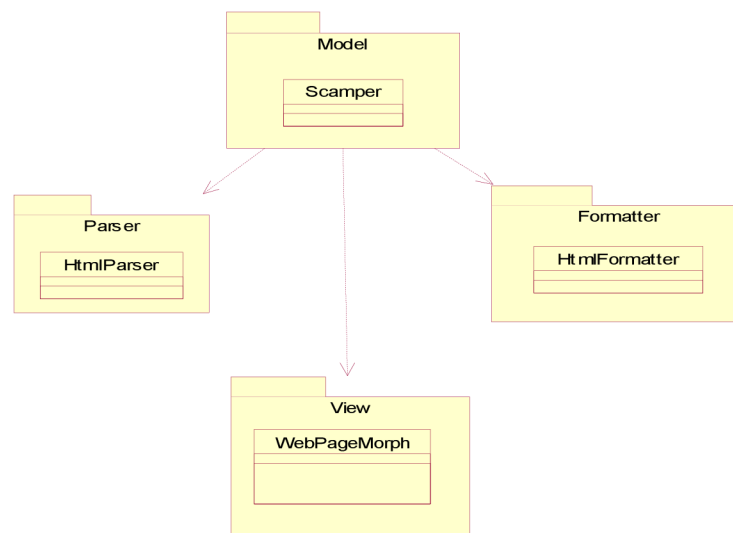 Model
Scamper
Parser
HtmlParser
Formatter
HtmlFormatter
View
WebPageMorph